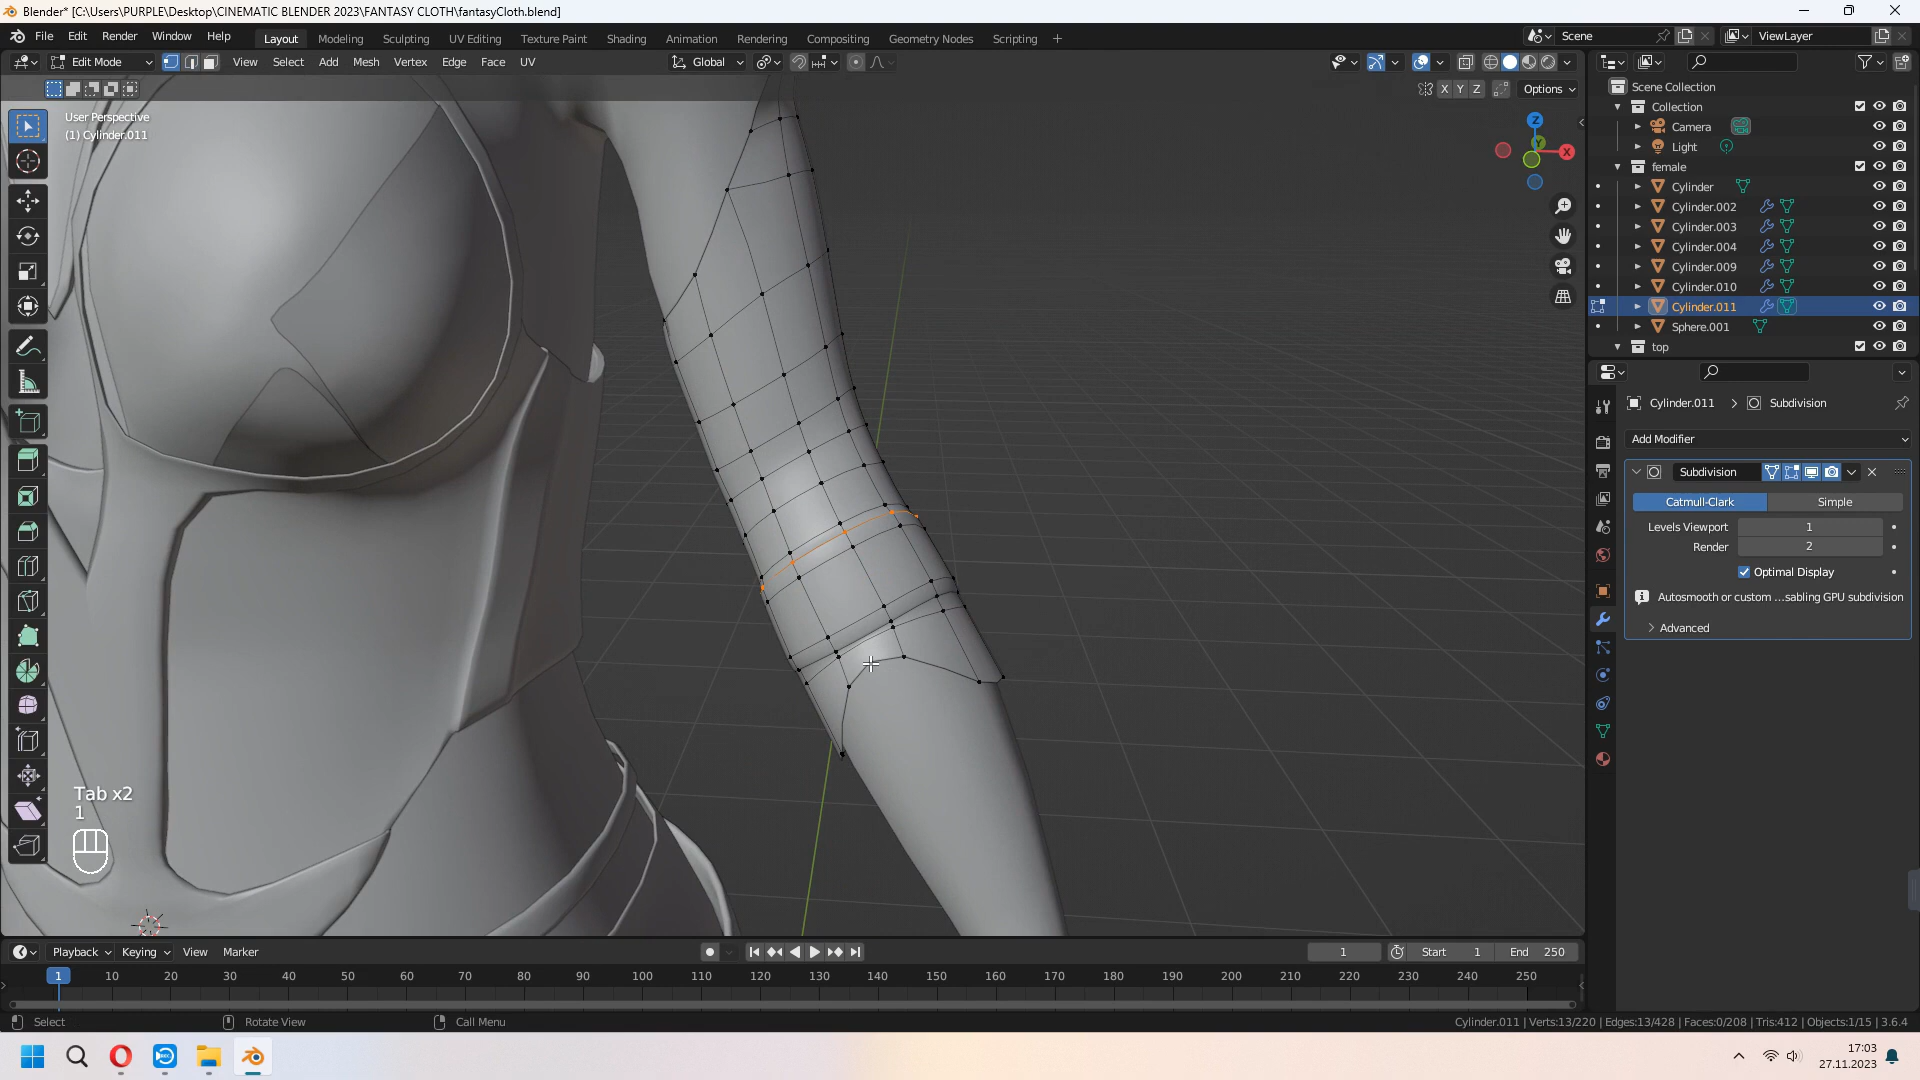 Blender* [C:\Users\PURPLE\Desktop\CINEMATIC BLENDER 2023\FANTASY CLOTH\fantasyCloth.blend]
File Edit Render Window Help Layout Modeling Sculpting UV Editing Texture Paint Shading Animation Rendering Compositing Geometry Nodes Scripting + Scene ViewLayer
Edit Mode View Select Add Mesh Vertex Edge Face UV Global
X Y Z Options
User Perspective
(1) Cylinder.011
Z
Y
X
Tab x2
1
Scene Collection
Collection
Camera
Light
female
Cylinder
Cylinder.002
Cylinder.003
Cylinder.004
Cylinder.009
Cylinder.010
Cylinder.011
Sphere.001
top
Cylinder.011 > Subdivision
Add Modifier
Subdivision
Catmull-Clark Simple
Levels Viewport 1
Render 2
Optimal Display
Autosmooth or custom ...sabling GPU subdivision
Advanced
Playback Keying View Marker 1 Start 1 End 250
1 10 20 30 40 50 60 70 80 90 100 110 120 130 140 150 160 170 180 190 200 210 220 230 240 250
Select Rotate View Call Menu Cylinder.011 | Verts:13/220 | Edges:13/428 | Faces:0/208 | Tris:412 | Objects:1/15 | 3.6.4
17:03
27.11.2023